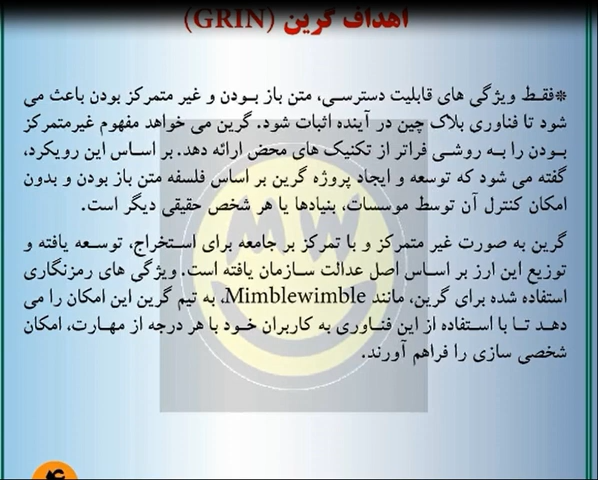 اهداف گرین (GRIN)
*فقط ویژگی های قابلیت دسترسی، متن باز بودن و غیر متمرکز بودن باعث می
شود تا فناوری بلاک چین در آینده اثبات شود. گرین می خواهد مفهوم غیرمتمرکز
بودن را به روشی فراتر از تکنیک های محض ارائه دهد. بر اساس این رویکرد،
گفته می شود که توسعه و ایجاد پروژه گرین بر اساس فلسفه متن باز بودن و بدون
امکان کنترل آن توسط موسسات، بنیادها یا هر شخص حقیقی دیگر است.
گرین به صورت غیر متمرکز و با تمرکز بر جامعه برای استخراج، توسعه یافته و
توزیع این ارز بر اساس اصل عدالت سازمان یافته است. ویژگی های رمزنگاری
استفاده شده برای گرین، مانند Mimblewimble، به تیم گرین این امکان را می
دهد تا با استفاده از این فناوری به کاربران خود با هر درجه از مهارت، امکان
شخصی سازی را فراهم آورند.
MW